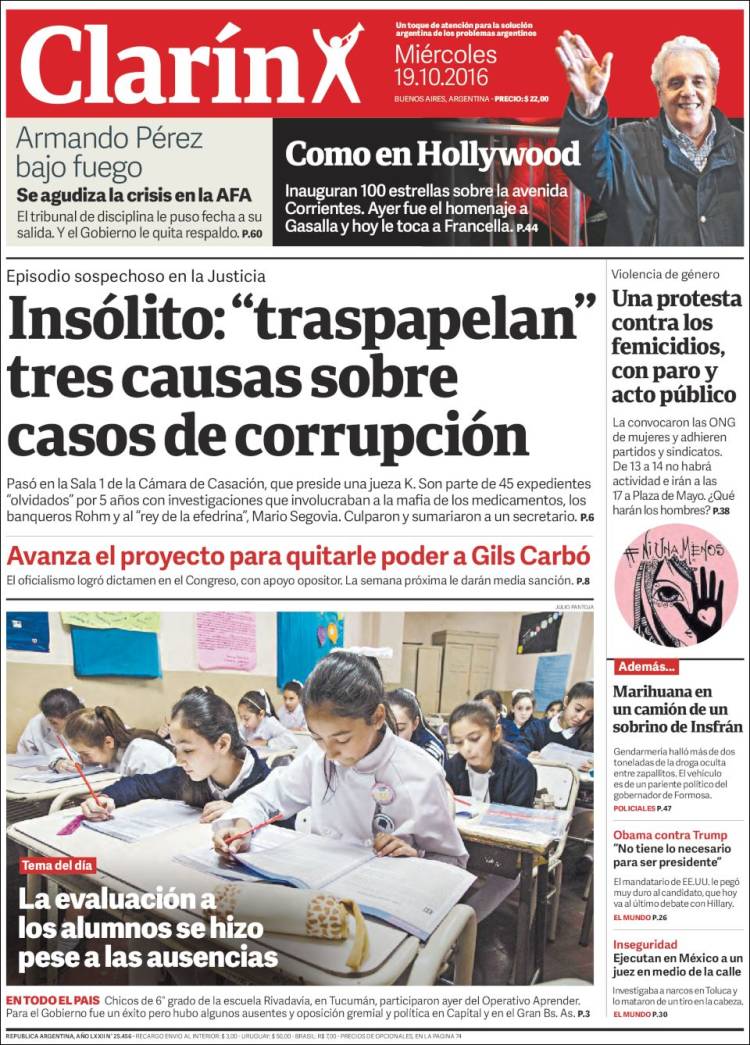 Clarín
Un toque de atención para la solución
argentina de los problemas argentinos
Miércoles
19.10.2016
BUENOS AIRES, ARGENTINA - PRECIO: $ 22,00
Armando Pérez
bajo fuego
Se agudiza la crisis en la AFA
El tribunal de disciplina le puso fecha a su
salida. Y el Gobierno le quita respaldo. P.60
Como en Hollywood
Inauguran 100 estrellas sobre la avenida
Corrientes. Ayer fue el homenaje a
Gasalla y hoy le toca a Francella. P.44
Episodio sospechoso en la Justicia
Insólito: “traspapelan”
tres causas sobre
casos de corrupción
Pasó en la Sala 1 de la Cámara de Casación, que preside una jueza K. Son parte de 45 expedientes
“olvidados” por 5 años con investigaciones que involucraban a la mafia de los medicamentos, los
banqueros Rohm y al “rey de la efedrina”, Mario Segovia. Culparon y sumariaron a un secretario. P.6
Avanza el proyecto para quitarle poder a Gils Carbó
El oficialismo logró dictamen en el Congreso, con apoyo opositor. La semana próxima le darán media sanción. P.8
JULIO PANTOJA
Tema del día
La evaluación a
los alumnos se hizo
pese a las ausencias
EN TODO EL PAIS Chicos de 6° grado de la escuela Rivadavia, en Tucumán, participaron ayer del Operativo Aprender.
Para el Gobierno fue un éxito pero hubo algunos ausentes y oposición gremial y política en Capital y en el Gran Bs. As. P.3
Violencia de género
Una protesta
contra los
femicidios,
con paro y
acto público
La convocaron las ONG
de mujeres y adhieren
partidos y sindicatos.
De 13 a 14 no habrá
actividad e irán a las
17 a Plaza de Mayo. ¿Qué
harán los hombres? P.38
#NIUNAMENOS
Además...
Marihuana en
un camión de un
sobrino de Insfrán
Gendarmería halló más de dos
toneladas de la droga oculta
entre zapallitos. El vehículo
es de un pariente político del
gobernador de Formosa.
POLICIALES P.47
Obama contra Trump
“No tiene lo necesario
para ser presidente”
El mandatario de EE.UU. le pegó
muy duro al candidato, que hoy
va al último debate con Hillary.
EL MUNDO P.26
Inseguridad
Ejecutan en México a un
juez en medio de la calle
Investigaba a narcos en Toluca y
lo mataron de un tiro en la cabeza.
EL MUNDO P.30
REPUBLICA ARGENTINA, AÑO LXXII N° 25.456 - RECARGO ENVIO AL INTERIOR: $ 3,00 - URUGUAY: $ 50,00 - BRASIL: R$ 7,00 - PRECIOS DE OPCIONALES, EN LA PAGINA 74